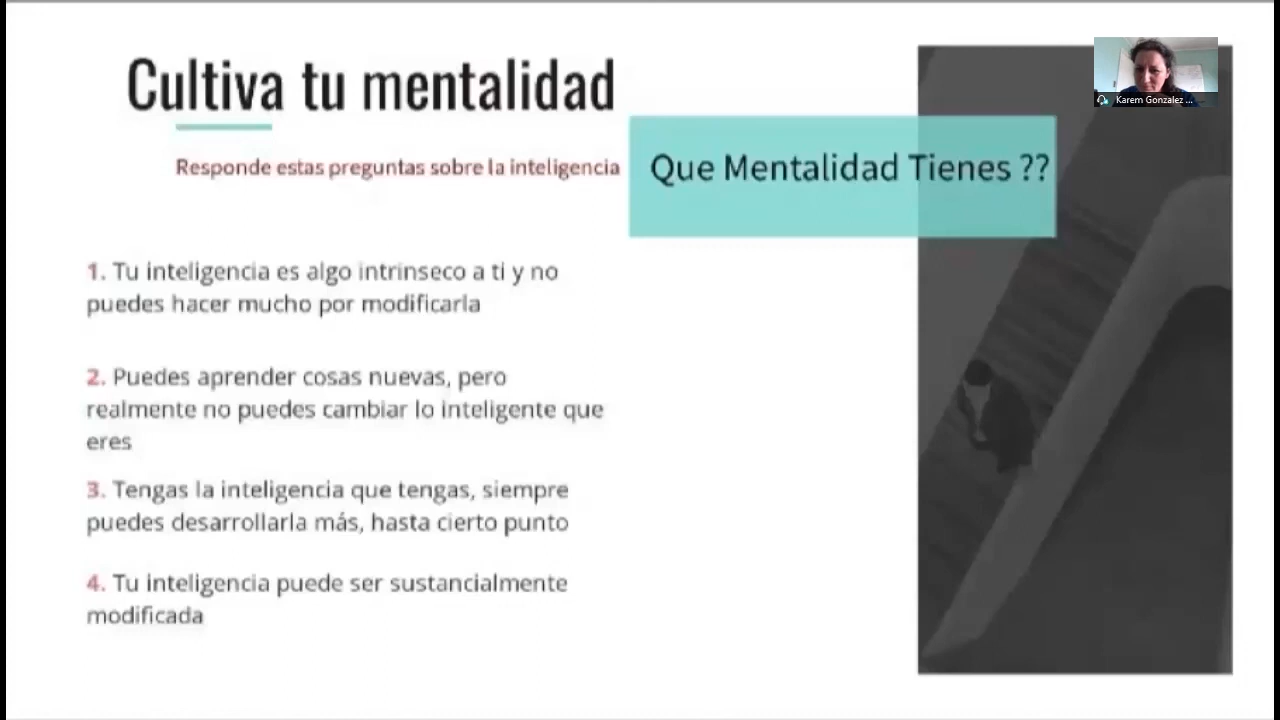 Cultiva tu mentalidad
Responde estas preguntas sobre la inteligencia
Que Mentalidad Tienes ??
1. Tu inteligencia es algo intrinseco a ti y no
puedes hacer mucho por modificarla
2. Puedes aprender cosas nuevas, pero
realmente no puedes cambiar lo inteligente que
eres
3. Tengas la inteligencia que tengas, siempre
puedes desarrollarla más, hasta cierto punto
4. Tu inteligencia puede ser sustancialmente
modificada
Karem Gonzalez ...